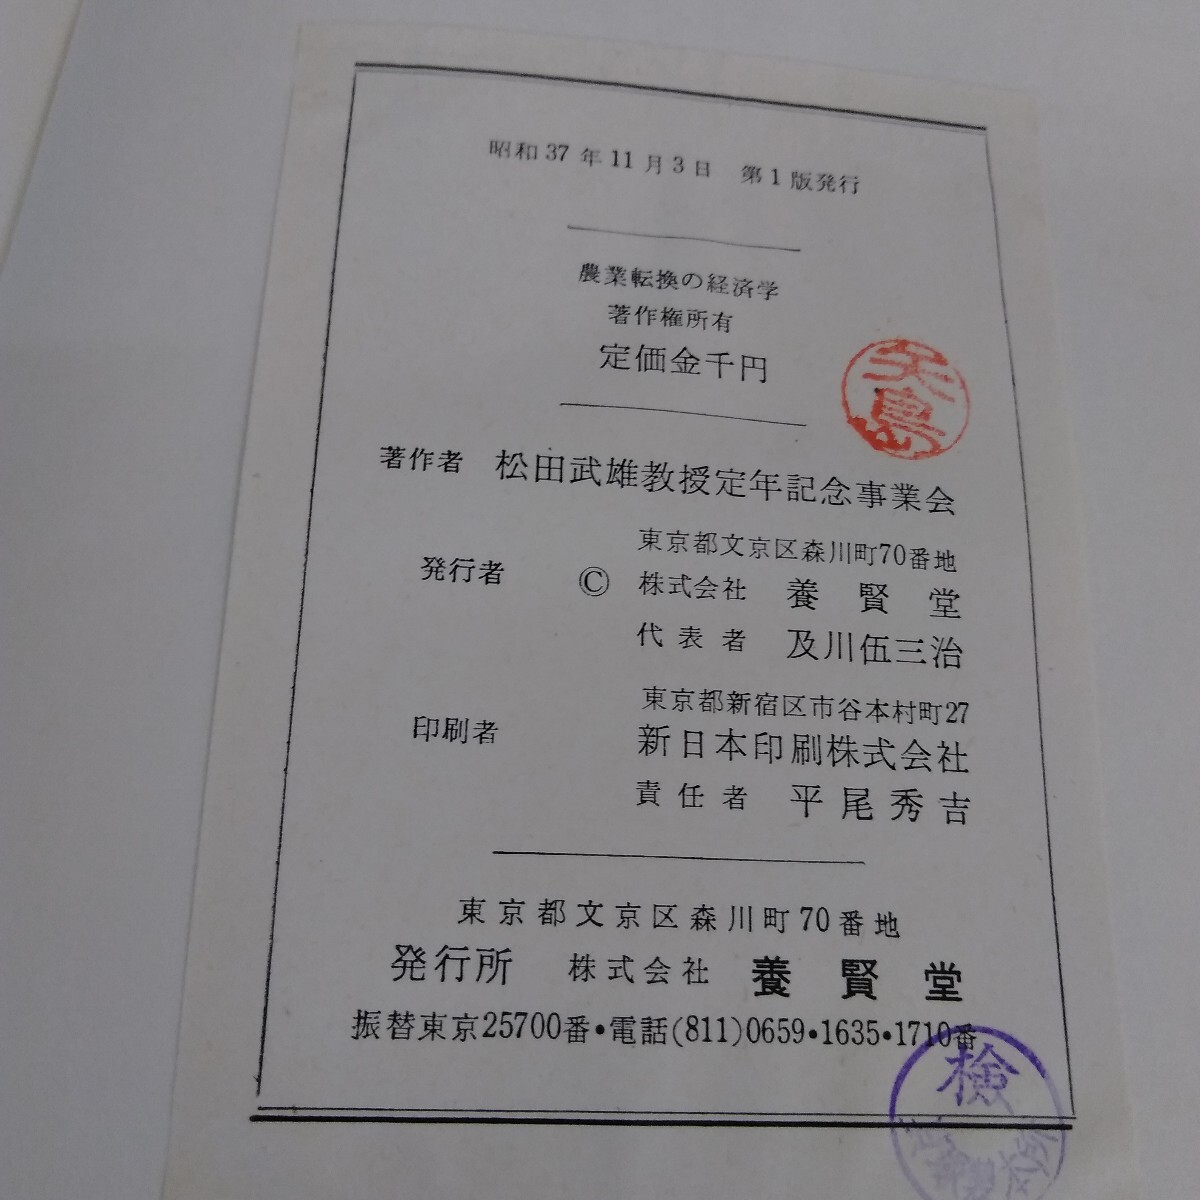 昭和37年11月3日 第1版発行
農業転換の経済学
著作権所有
定価金千円
矢島
著作者 松田武雄教授定年記念事業会
東京都文京区森川町70番地
発行者 © 株式会社 養賢堂
代表者 及川伍三治
東京都新宿区市谷本村町27
印刷者 新日本印刷株式会社
責任者 平尾秀吉
東京都文京区森川町70番地
発行所 株式会社 養賢堂
振替東京25700番・電話(811)0659・1635・1710番
検